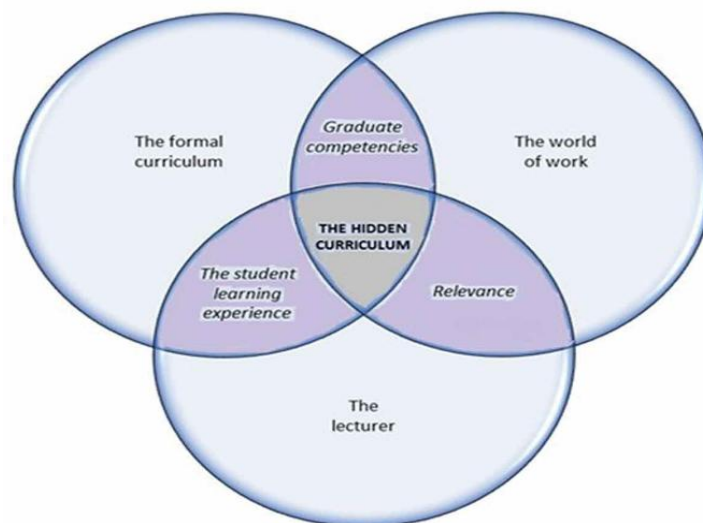 Graduate
competencies
The formal
curriculum
The world
of work
THE HIDDEN
CURRICULUM
The student
learning
experience
Relevance
The
lecturer